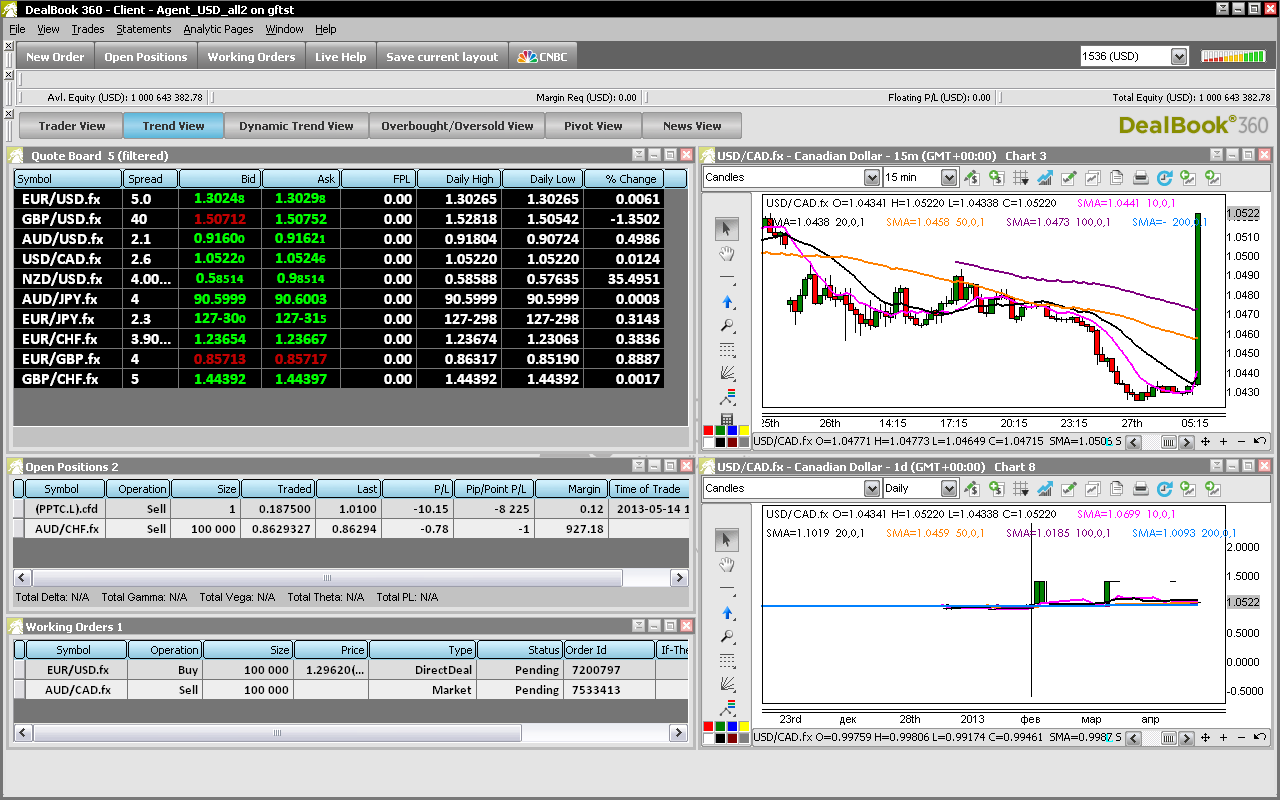 DealBook 360 - Client - Agent_USD_all2 on gftst
File View Trades Statements Analytic Pages Window Help
New Order Open Positions Working Orders Live Help Save current layout CNBC 1536 (USD)
Avl. Equity (USD): 1 000 643 382.78 Margin Req (USD): 0.00 Floating P/L (USD): 0.00 Total Equity (USD): 1 000 643 382.78
Trader View Trend View Dynamic Trend View Overbought/Oversold View Pivot View News View DealBook® 360
Quote Board 5 (filtered)
Symbol Spread Bid Ask FPL Daily High Daily Low % Change
EUR/USD.fx 5.0 1.30248 1.30298 0.00 1.30265 1.30265 0.0061
GBP/USD.fx 40 1.50712 1.50752 0.00 1.52818 1.50542 -1.3502
AUD/USD.fx 2.1 0.91600 0.91621 0.00 0.91804 0.90724 0.4986
USD/CAD.fx 2.6 1.05220 1.05246 0.00 1.05220 1.05220 0.0124
NZD/USD.fx 4.00... 0.58514 0.98514 0.00 0.58588 0.57635 35.4951
AUD/JPY.fx 4 90.5999 90.6003 0.00 90.5999 90.5999 0.0003
EUR/JPY.fx 2.3 127-300 127-315 0.00 127-298 127-298 0.3143
EUR/CHF.fx 3.90... 1.23654 1.23667 0.00 1.23674 1.23063 0.3836
EUR/GBP.fx 4 0.85713 0.85717 0.00 0.86317 0.85190 0.8887
GBP/CHF.fx 5 1.44392 1.44397 0.00 1.44392 1.44392 0.0017
USD/CAD.fx - Canadian Dollar - 15m (GMT+00:00) Chart 3
Candles 15 min
USD/CAD.fx O=1.04341 H=1.05220 L=1.04338 C=1.05220 SMA=1.0441 10,0,1
SMA=1.0438 20,0,1 SMA=1.0458 50,0,1 SMA=1.0473 100,0,1 SMA=- 200,0,1
1.0522
1.0510
1.0500
1.0490
1.0480
1.0470
1.0460
1.0450
1.0440
1.0430
25th 26th 14:15 17:15 20:15 23:15 27th 05:15
USD/CAD.fx O=1.04771 H=1.04773 L=1.04649 C=1.04715 SMA=1.0506 S
Open Positions 2
Symbol Operation Size Traded Last P/L Pip/Point P/L Margin Time of Trade
(PPTC.L).cfd Sell 1 0.187500 1.0100 -10.15 -8 225 0.12 2013-05-14 1
AUD/CHF.fx Sell 100 000 0.8629327 0.86294 -0.78 -1 927.18
Total Delta: N/A Total Gamma: N/A Total Vega: N/A Total Theta: N/A Total PL: N/A
Working Orders 1
Symbol Operation Size Price Type Status Order Id If-The
EUR/USD.fx Buy 100 000 1.29620(... DirectDeal Pending 7200797
AUD/CAD.fx Sell 100 000 Market Pending 7533413
USD/CAD.fx - Canadian Dollar - 1d (GMT+00:00) Chart 8
Candles Daily
USD/CAD.fx O=1.04341 H=1.05220 L=1.04338 C=1.05220 SMA=1.0699 10,0,1
SMA=1.1019 20,0,1 SMA=1.0459 50,0,1 SMA=1.0185 100,0,1 SMA=1.0093 200,0,1
2.0000
1.5000
1.0522
0.5000
0.0000
-0.5000
23rd дек 28th 2013 фев мар апр
USD/CAD.fx O=0.99759 H=0.99806 L=0.99174 C=0.99461 SMA=0.9987 S